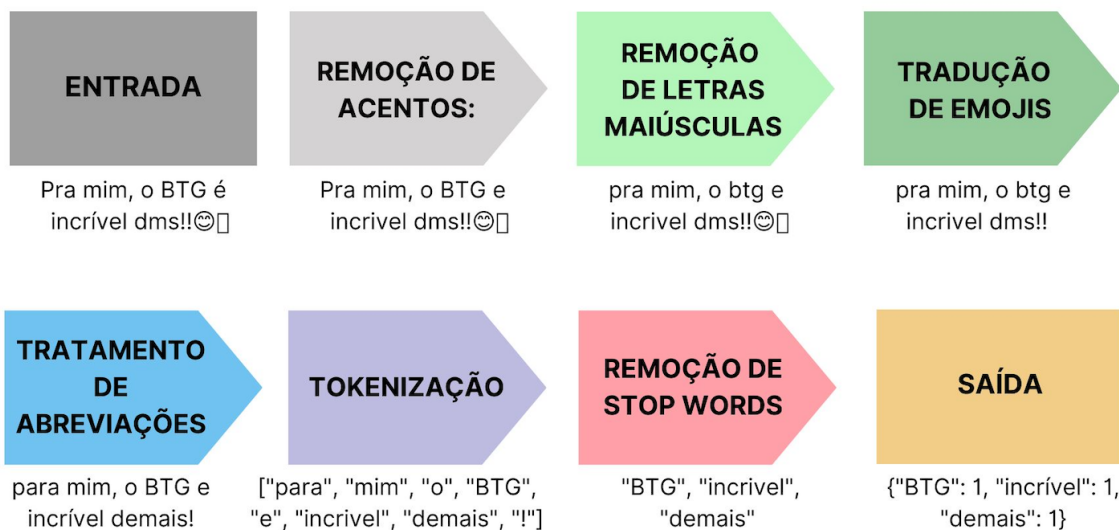 ENTRADA
Pra mim, o BTG é
incrível dms!!😊▯
REMOÇÃO DE
ACENTOS:
Pra mim, o BTG e
incrivel dms!!😊▯
REMOÇÃO
DE LETRAS
MAIÚSCULAS
pra mim, o btg e
incrivel dms!!😊▯
TRADUÇÃO
DE EMOJIS
pra mim, o btg e
incrivel dms!!
TRATAMENTO
DE
ABREVIAÇÕES
para mim, o BTG e
incrível demais!
TOKENIZAÇÃO
["para", "mim", "o", "BTG",
"e", "incrivel", "demais", "!"]
REMOÇÃO DE
STOP WORDS
"BTG", "incrivel",
"demais"
SAÍDA
{"BTG": 1, "incrível": 1,
"demais": 1}